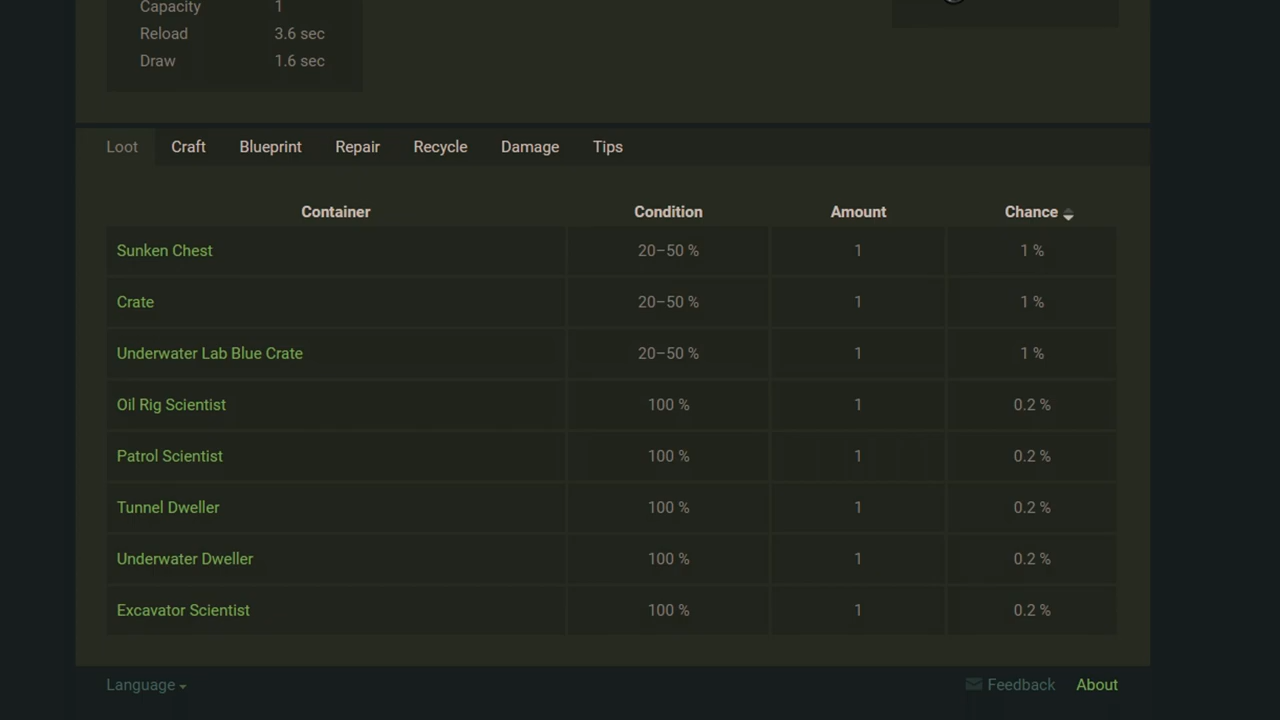 Capacity 1
Reload 3.6 sec
Draw 1.6 sec
Loot Craft Blueprint Repair Recycle Damage Tips
Container Condition Amount Chance
Sunken Chest 20–50 % 1 1 %
Crate 20–50 % 1 1 %
Underwater Lab Blue Crate 20–50 % 1 1 %
Oil Rig Scientist 100 % 1 0.2 %
Patrol Scientist 100 % 1 0.2 %
Tunnel Dweller 100 % 1 0.2 %
Underwater Dweller 100 % 1 0.2 %
Excavator Scientist 100 % 1 0.2 %
Language Feedback About